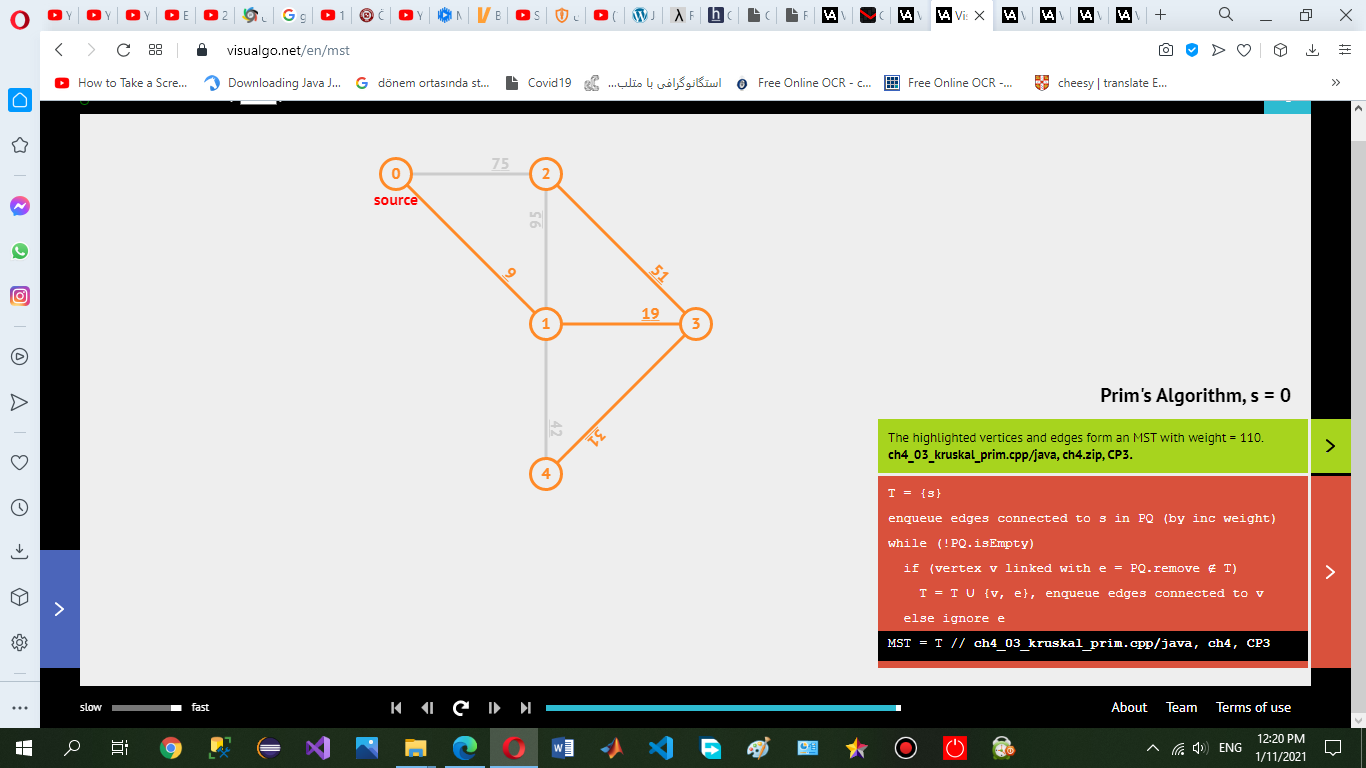 visualgo.net/en/mst
How to Take a Scre...
Downloading Java J...
dönem ortasında st...
Covid19
استگانوگرافی با متلب...
Free Online OCR - c...
Free Online OCR -...
cheesy | translate E...
0
75
2
source
95
9
51
1
19
3
42
31
4
Prim's Algorithm, s = 0
The highlighted vertices and edges form an MST with weight = 110.
ch4_03_kruskal_prim.cpp/java, ch4.zip, CP3.
T = {s}
enqueue edges connected to s in PQ (by inc weight)
while (!PQ.isEmpty)
if (vertex v linked with e = PQ.remove ∉ T)
T = T ∪ {v, e}, enqueue edges connected to v
else ignore e
MST = T // ch4_03_kruskal_prim.cpp/java, ch4, CP3
slow
fast
About
Team
Terms of use
ENG
12:20 PM
1/11/2021